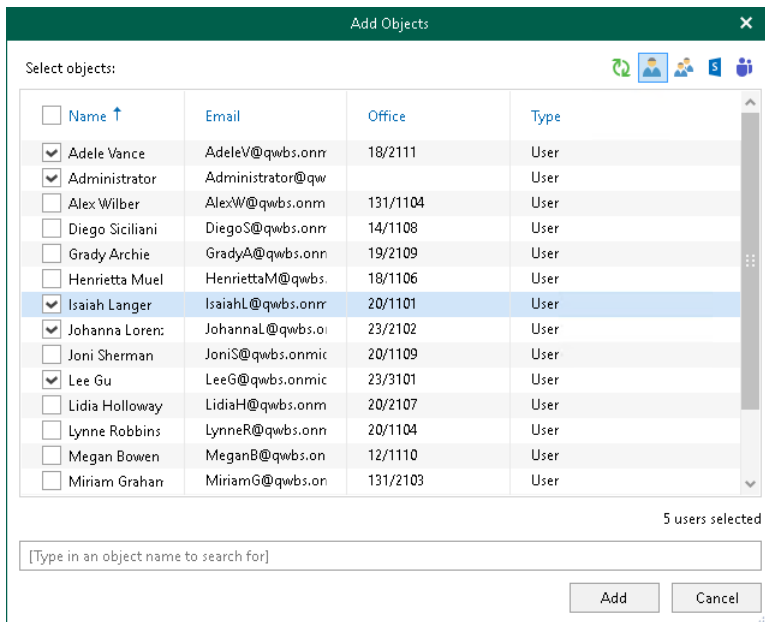 Add Objects
Select objects:
Name Email Office Type
Adele Vance AdeleV@qwbs.onm 18/2111 User
Administrator Administrator@qw User
Alex Wilber AlexW@qwbs.onm 131/1104 User
Diego Siciliani DiegoS@qwbs.onm 14/1108 User
Grady Archie GradyA@qwbs.onn 19/2109 User
Henrietta Muel HenriettaM@qwbs. 18/1106 User
Isaiah Langer IsaiahL@qwbs.onm 20/1101 User
Johanna Loren: JohannaL@qwbs.o 23/2102 User
Joni Sherman JoniS@qwbs.onmic 20/1109 User
Lee Gu LeeG@qwbs.onmic 23/3101 User
Lidia Holloway LidiaH@qwbs.onm 20/2107 User
Lynne Robbins LynneR@qwbs.onn 20/1104 User
Megan Bowen MeganB@qwbs.on 12/1110 User
Miriam Grahan MiriamG@qwbs.on 131/2103 User
5 users selected
[Type in an object name to search for]
Add Cancel